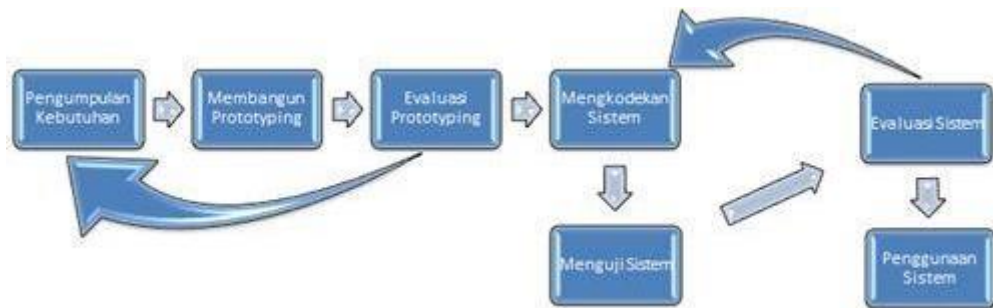 Pengumpulan
Kebutuhan
Membangun
Prototyping
Evaluasi
Prototyping
Mengkodekan
Sistem
Menguji Sistem
Evaluasi Sistem
Penggunaan
Sistem